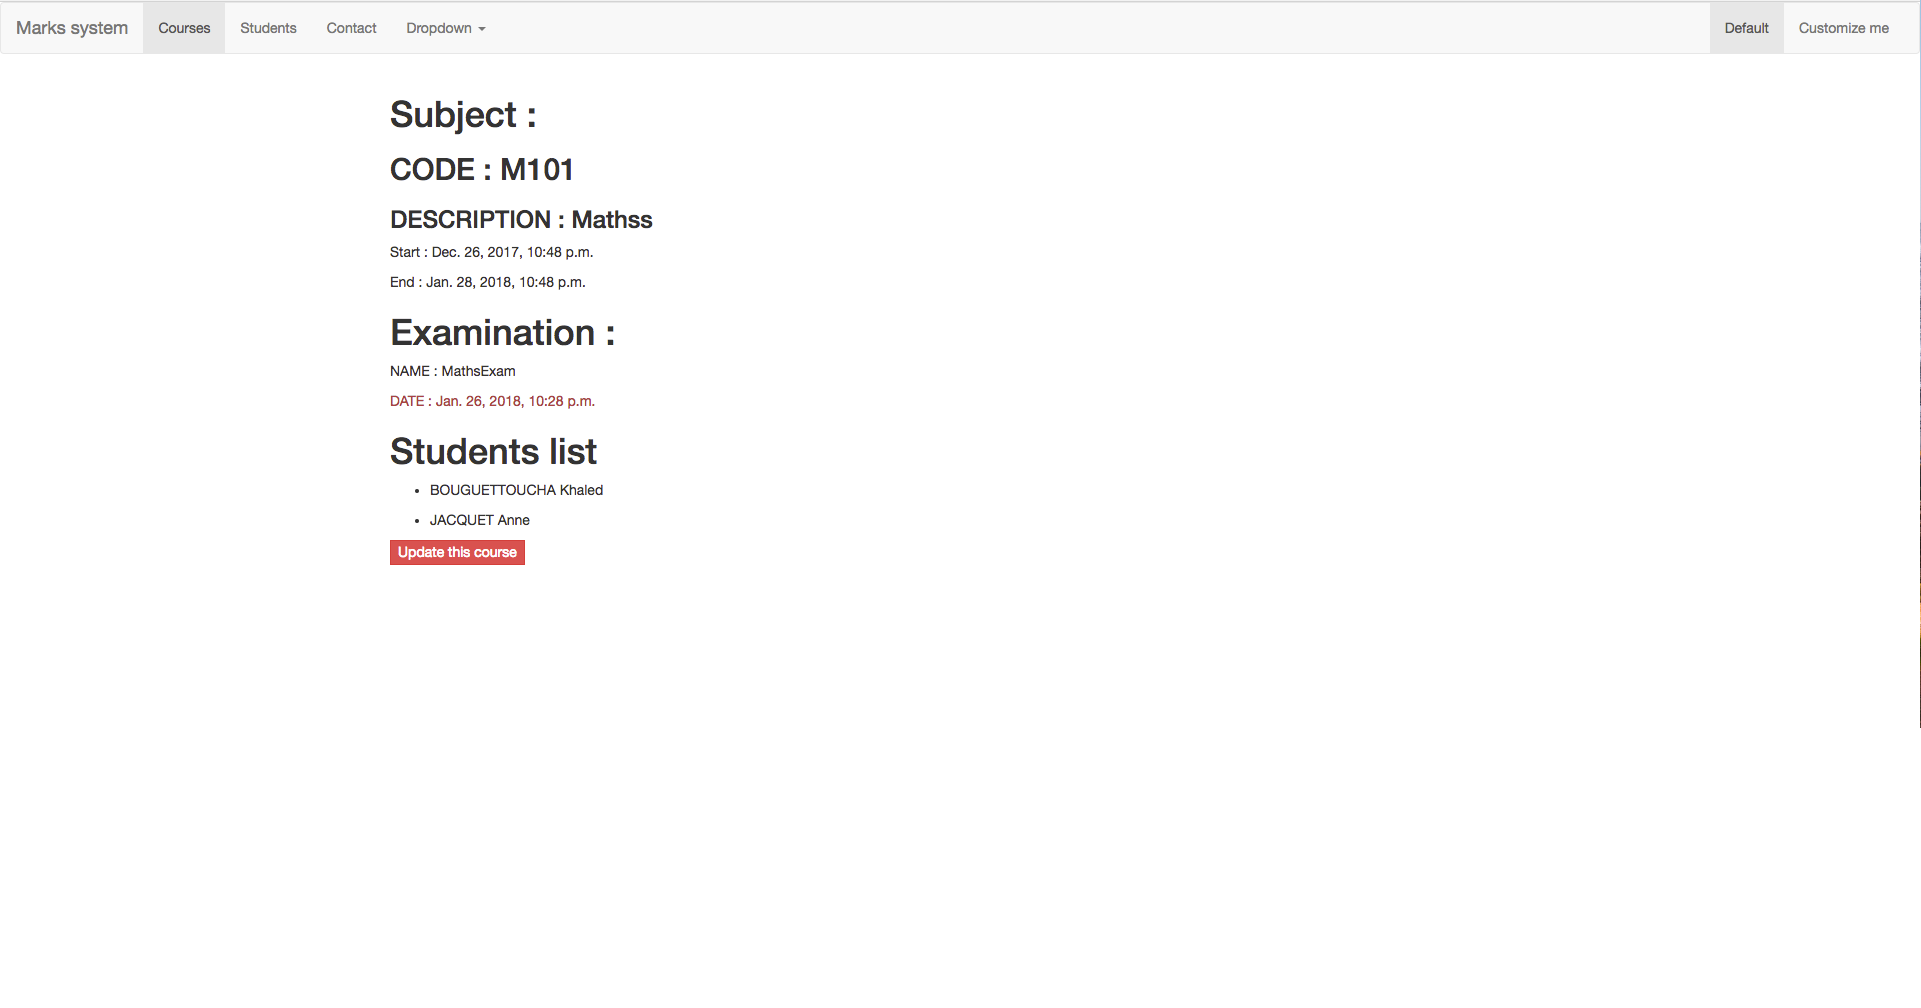 Marks system Courses Students Contact Dropdown Default Customize me
Subject :
CODE : M101
DESCRIPTION : Mathss
Start : Dec. 26, 2017, 10:48 p.m.
End : Jan. 28, 2018, 10:48 p.m.
Examination :
NAME : MathsExam
DATE : Jan. 26, 2018, 10:28 p.m.
Students list
BOUGUETTOUCHA Khaled
JACQUET Anne
Update this course